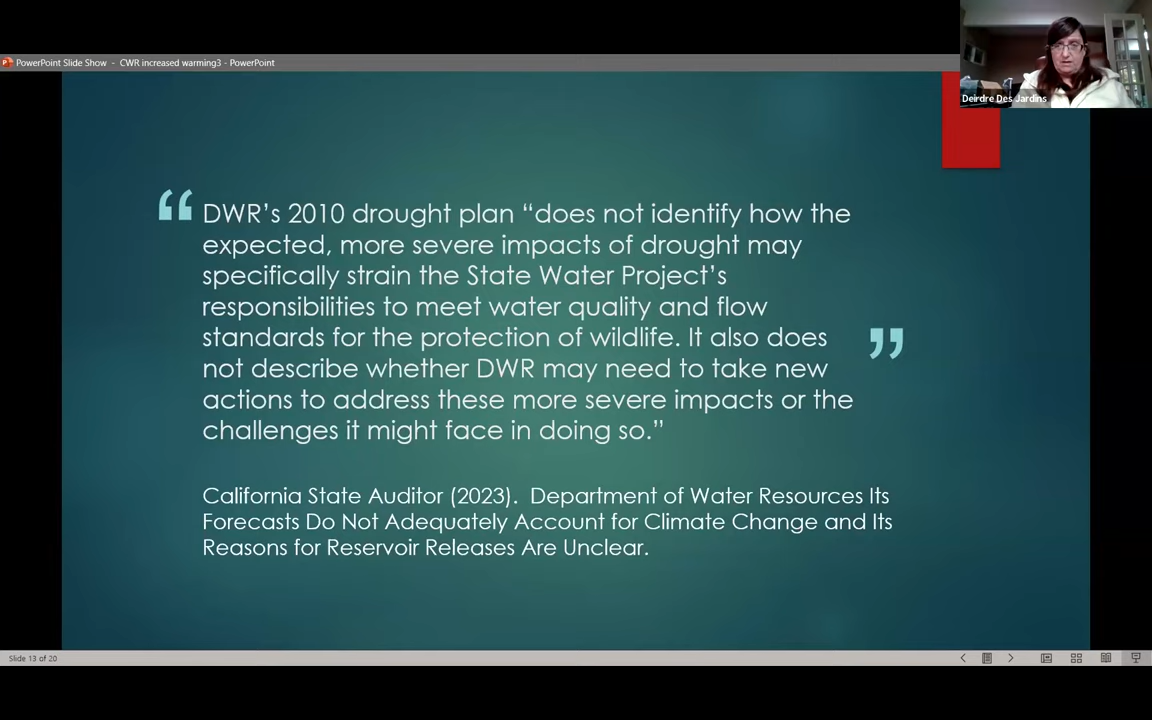 PowerPoint Slide Show - CWR increased warming3 - PowerPoint
Deirdre Des Jardins
“ DWR’s 2010 drought plan “does not identify how the
expected, more severe impacts of drought may
specifically strain the State Water Project’s
responsibilities to meet water quality and flow
standards for the protection of wildlife. It also does
not describe whether DWR may need to take new
actions to address these more severe impacts or the
challenges it might face in doing so.”
”
California State Auditor (2023).  Department of Water Resources Its
Forecasts Do Not Adequately Account for Climate Change and Its
Reasons for Reservoir Releases Are Unclear.
Slide 13 of 20